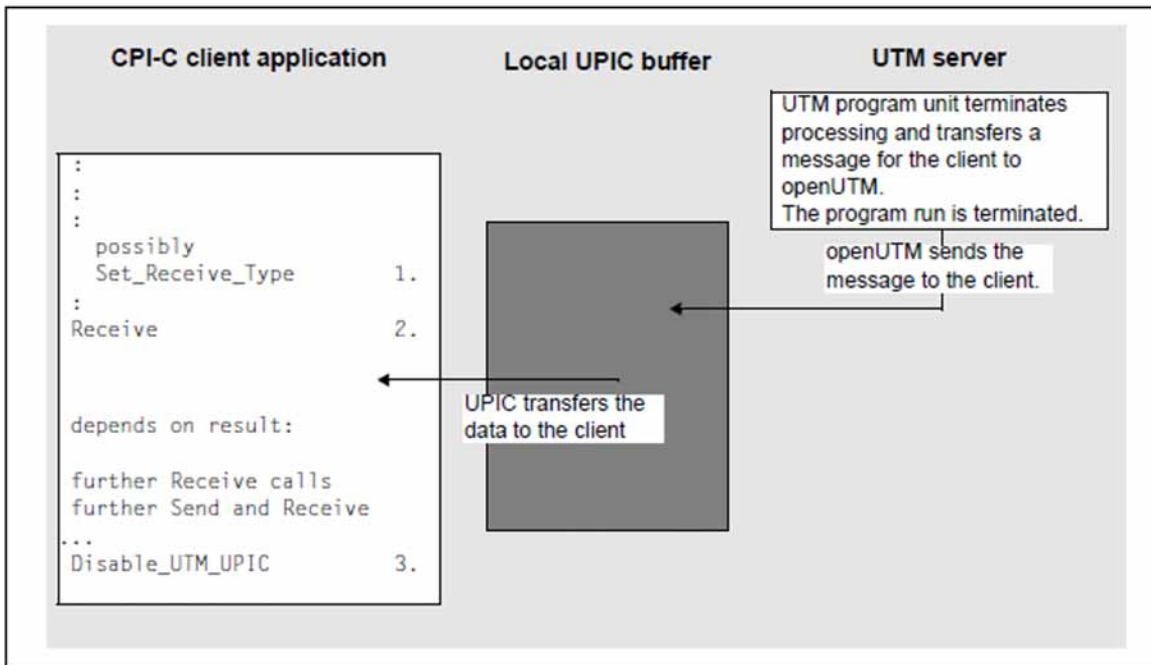 CPI-C client application
Local UPIC buffer
UTM server
UTM program unit terminates
processing and transfers a
message for the client to
openUTM.
The program run is terminated.
openUTM sends the
message to the client.
:
:
:
possibly
Set_Receive_Type 1.
:
Receive 2.
UPIC transfers the
data to the client
depends on result:
further Receive calls
further Send and Receive
...
Disable_UTM_UPIC 3.